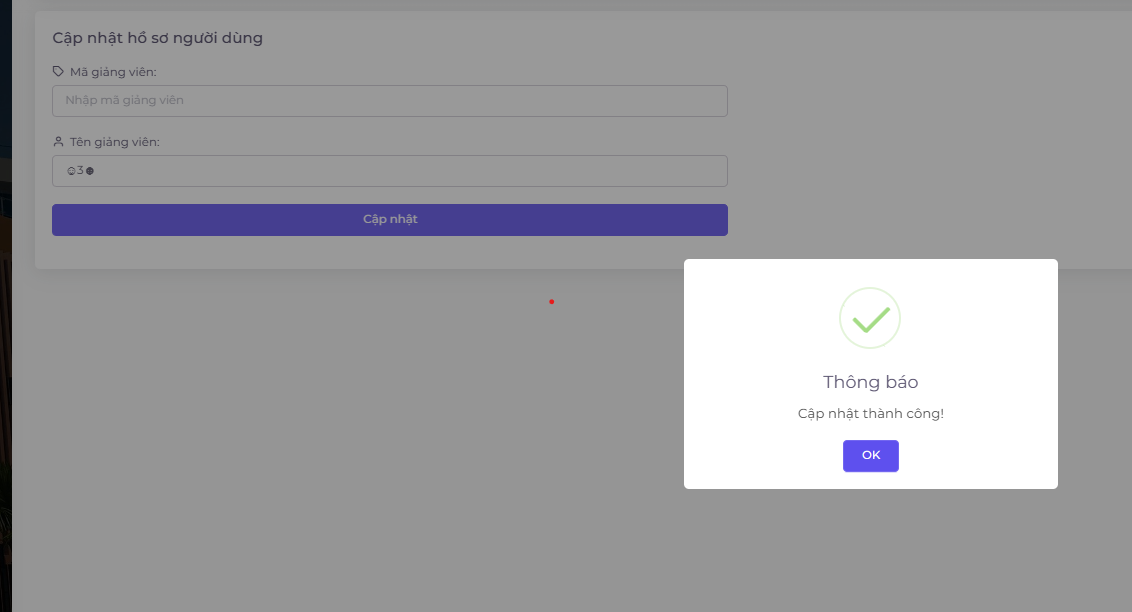 Cập nhật hồ sơ người dùng
Mã giảng viên:
Nhập mã giảng viên
Tên giảng viên:
☺3☻
Cập nhật
Thông báo
Cập nhật thành công!
OK